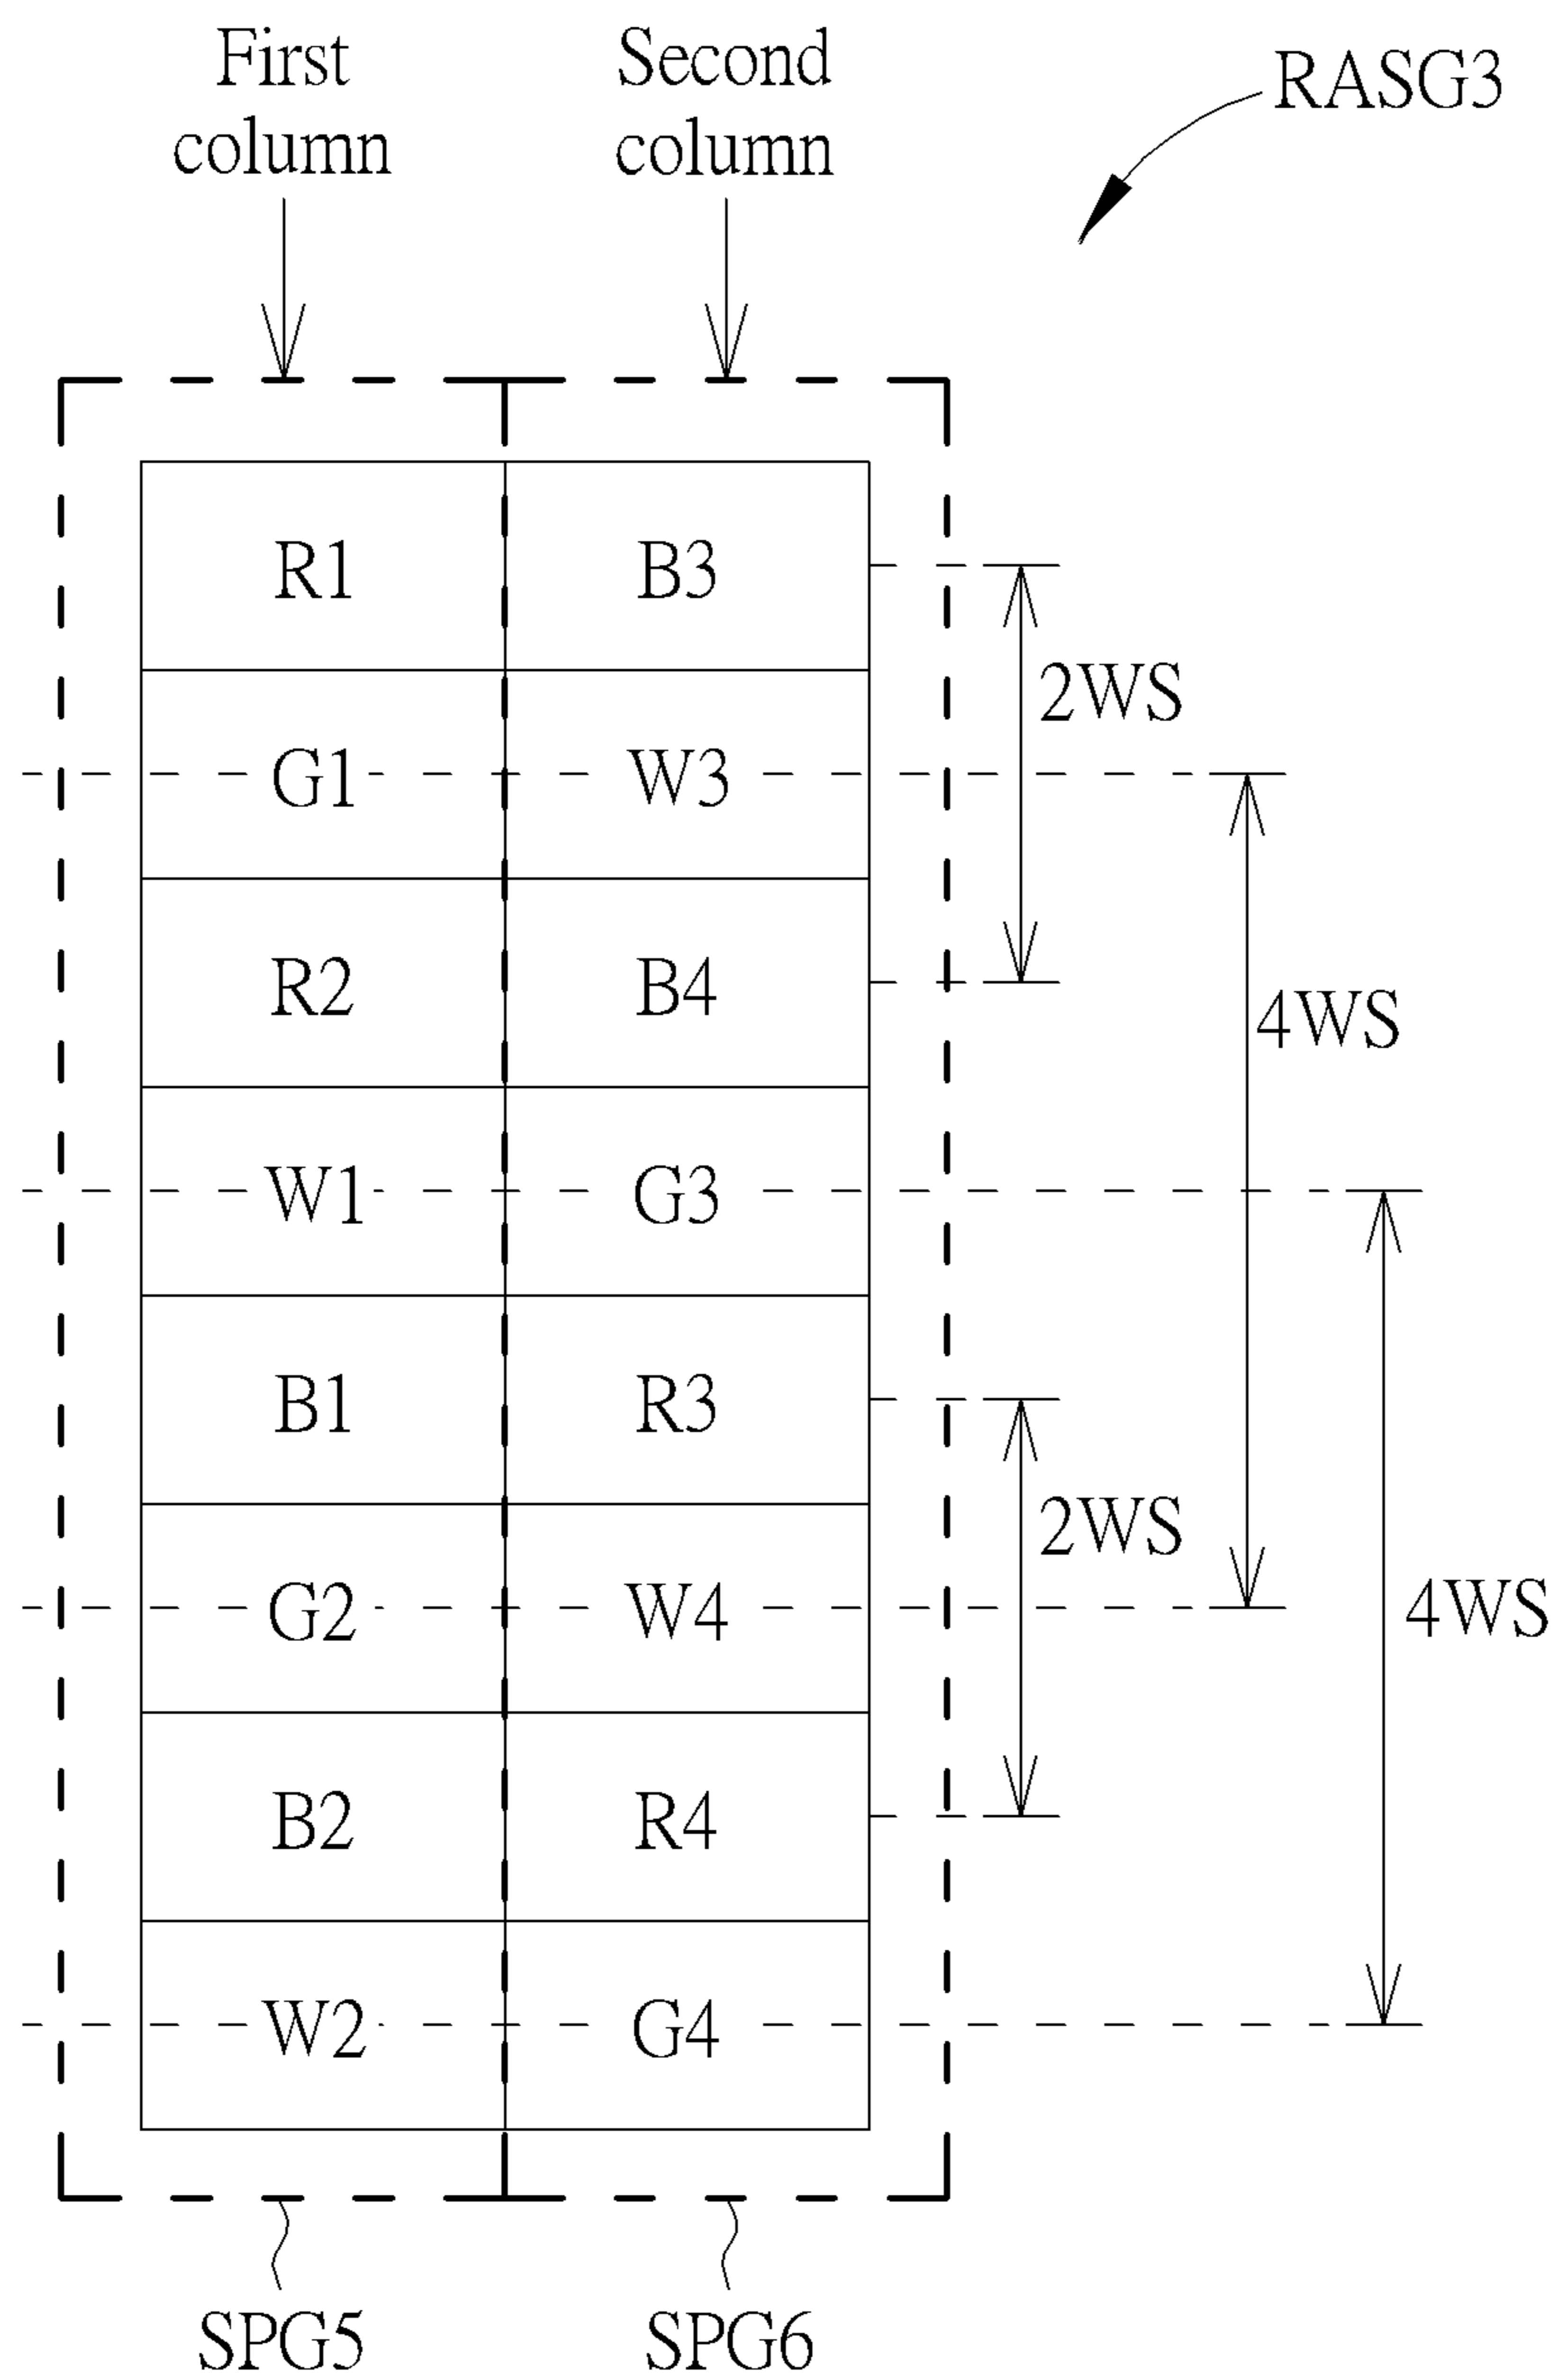 First
column
Second
column
RASG3
R1 B3
2WS
G1 W3
R2 B4
4WS
W1 G3
B1 R3
2WS
G2 W4
4WS
B2 R4
W2 G4
SPG5 SPG6